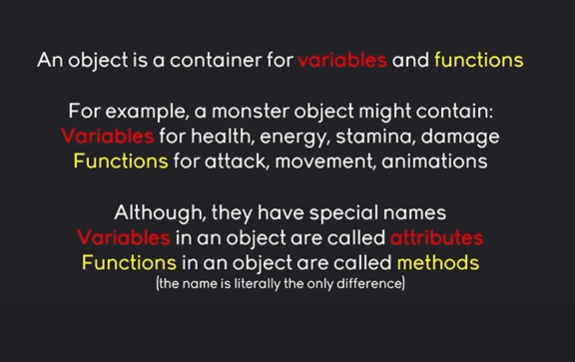 An object is a container for variables and functions
For example, a monster object might contain:
Variables for health, energy, stamina, damage
Functions for attack, movement, animations
Although, they have special names
Variables in an object are called attributes
Functions in an object are called methods
(the name is literally the only difference)